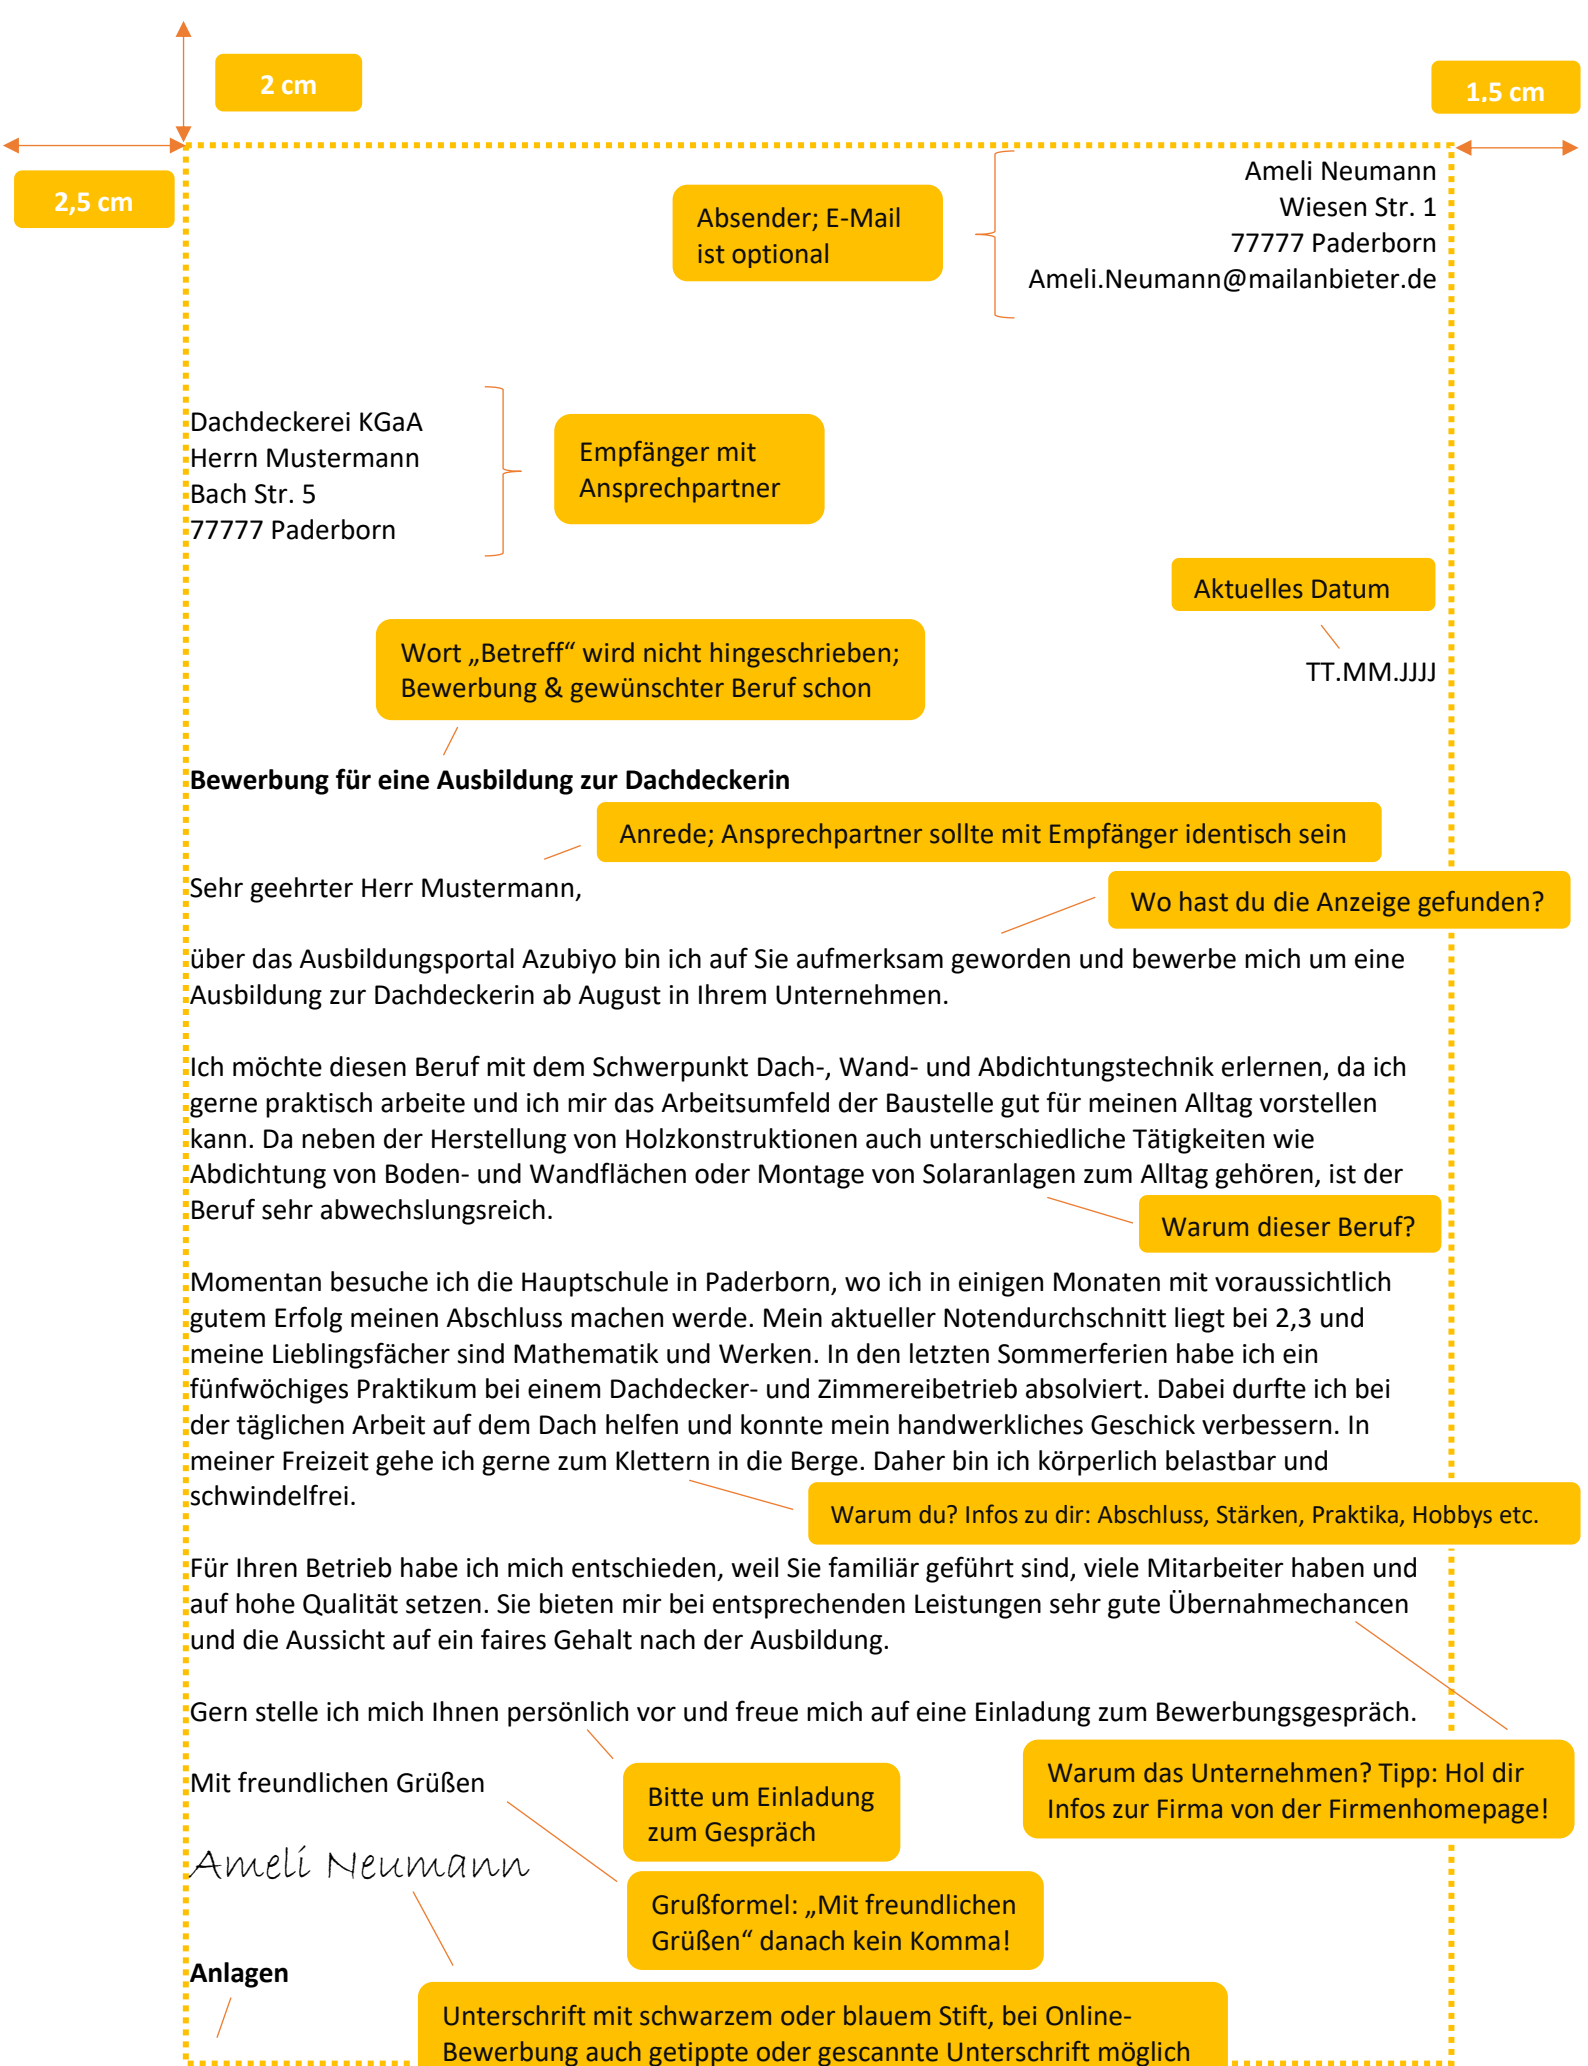 2 cm
1,5 cm
2,5 cm
Absender; E-Mail
ist optional
Ameli Neumann
Wiesen Str. 1
77777 Paderborn
Ameli.Neumann@mailanbieter.de
Dachdeckerei KGaA
Herrn Mustermann
Bach Str. 5
77777 Paderborn
Empfänger mit
Ansprechpartner
Aktuelles Datum
TT.MM.JJJJ
Wort „Betreff“ wird nicht hingeschrieben;
Bewerbung & gewünschter Beruf schon
Bewerbung für eine Ausbildung zur Dachdeckerin
Anrede; Ansprechpartner sollte mit Empfänger identisch sein
Sehr geehrter Herr Mustermann,
Wo hast du die Anzeige gefunden?
über das Ausbildungsportal Azubiyo bin ich auf Sie aufmerksam geworden und bewerbe mich um eine
Ausbildung zur Dachdeckerin ab August in Ihrem Unternehmen.
Ich möchte diesen Beruf mit dem Schwerpunkt Dach-, Wand- und Abdichtungstechnik erlernen, da ich
gerne praktisch arbeite und ich mir das Arbeitsumfeld der Baustelle gut für meinen Alltag vorstellen
kann. Da neben der Herstellung von Holzkonstruktionen auch unterschiedliche Tätigkeiten wie
Abdichtung von Boden- und Wandflächen oder Montage von Solaranlagen zum Alltag gehören, ist der
Beruf sehr abwechslungsreich.
Warum dieser Beruf?
Momentan besuche ich die Hauptschule in Paderborn, wo ich in einigen Monaten mit voraussichtlich
gutem Erfolg meinen Abschluss machen werde. Mein aktueller Notendurchschnitt liegt bei 2,3 und
meine Lieblingsfächer sind Mathematik und Werken. In den letzten Sommerferien habe ich ein
fünfwöchiges Praktikum bei einem Dachdecker- und Zimmereibetrieb absolviert. Dabei durfte ich bei
der täglichen Arbeit auf dem Dach helfen und konnte mein handwerkliches Geschick verbessern. In
meiner Freizeit gehe ich gerne zum Klettern in die Berge. Daher bin ich körperlich belastbar und
schwindelfrei.
Warum du? Infos zu dir: Abschluss, Stärken, Praktika, Hobbys etc.
Für Ihren Betrieb habe ich mich entschieden, weil Sie familiär geführt sind, viele Mitarbeiter haben und
auf hohe Qualität setzen. Sie bieten mir bei entsprechenden Leistungen sehr gute Übernahmechancen
und die Aussicht auf ein faires Gehalt nach der Ausbildung.
Gern stelle ich mich Ihnen persönlich vor und freue mich auf eine Einladung zum Bewerbungsgespräch.
Warum das Unternehmen? Tipp: Hol dir
Infos zur Firma von der Firmenhomepage!
Mit freundlichen Grüßen
Bitte um Einladung
zum Gespräch
Ameli Neumann
Grußformel: „Mit freundlichen
Grüßen“ danach kein Komma!
Anlagen
Unterschrift mit schwarzem oder blauem Stift, bei Online-
Bewerbung auch getippte oder gescannte Unterschrift möglich